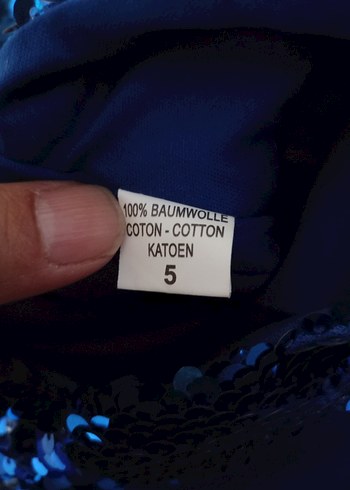 100% BAUMWOLLE
COTON - COTTON
KATOEN
5